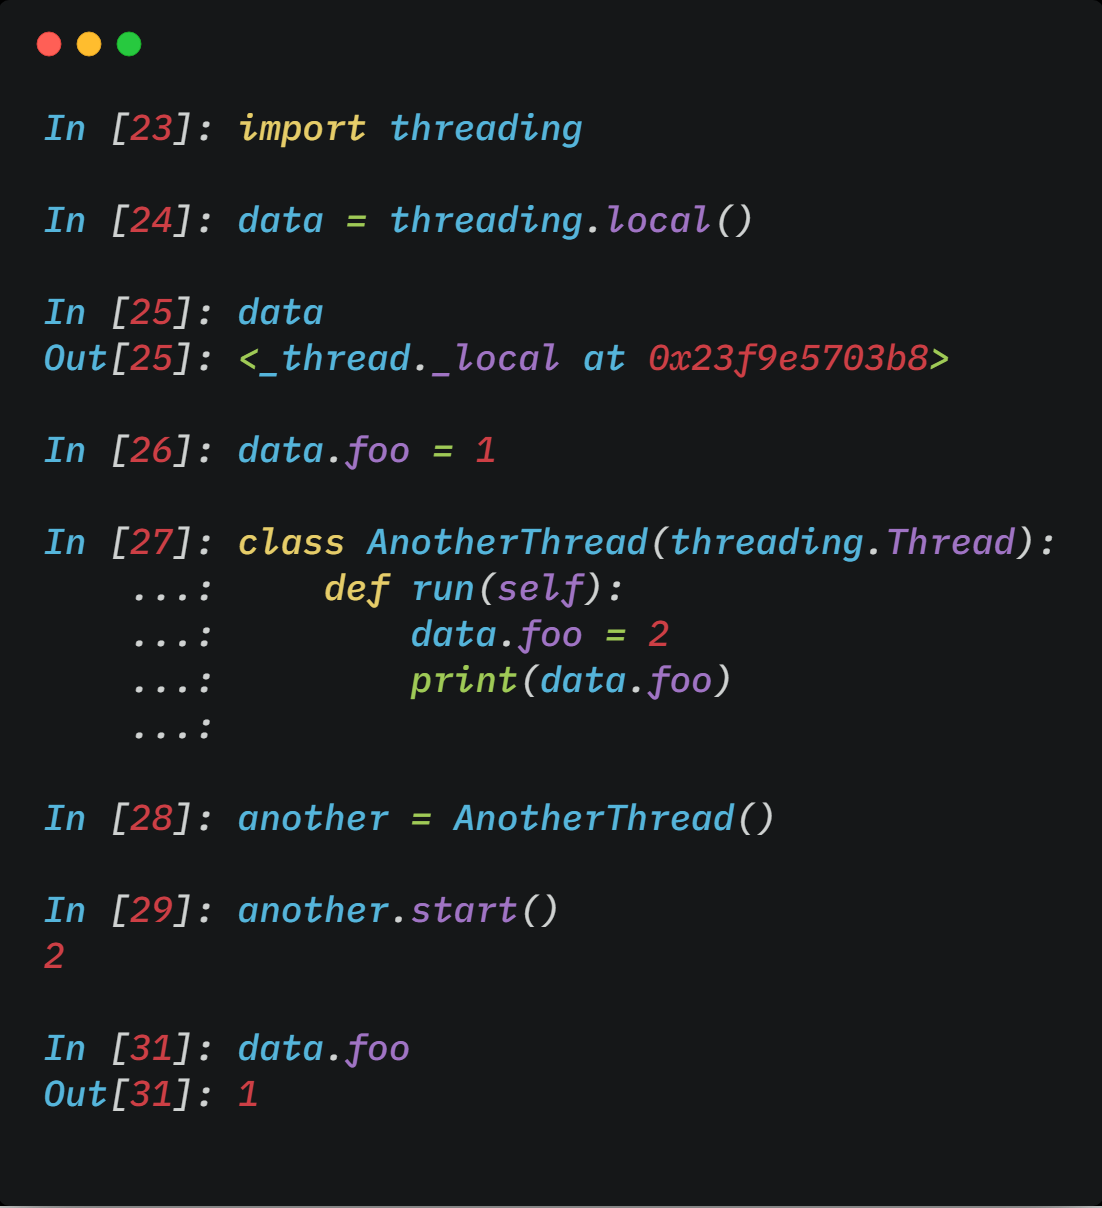 In [23]: import threading

In [24]: data = threading.local()

In [25]: data
Out[25]: <_thread._local at 0x23f9e5703b8>

In [26]: data.foo = 1

In [27]: class AnotherThread(threading.Thread):
    ...:     def run(self):
    ...:         data.foo = 2
    ...:         print(data.foo)
    ...:

In [28]: another = AnotherThread()

In [29]: another.start()
2

In [31]: data.foo
Out[31]: 1